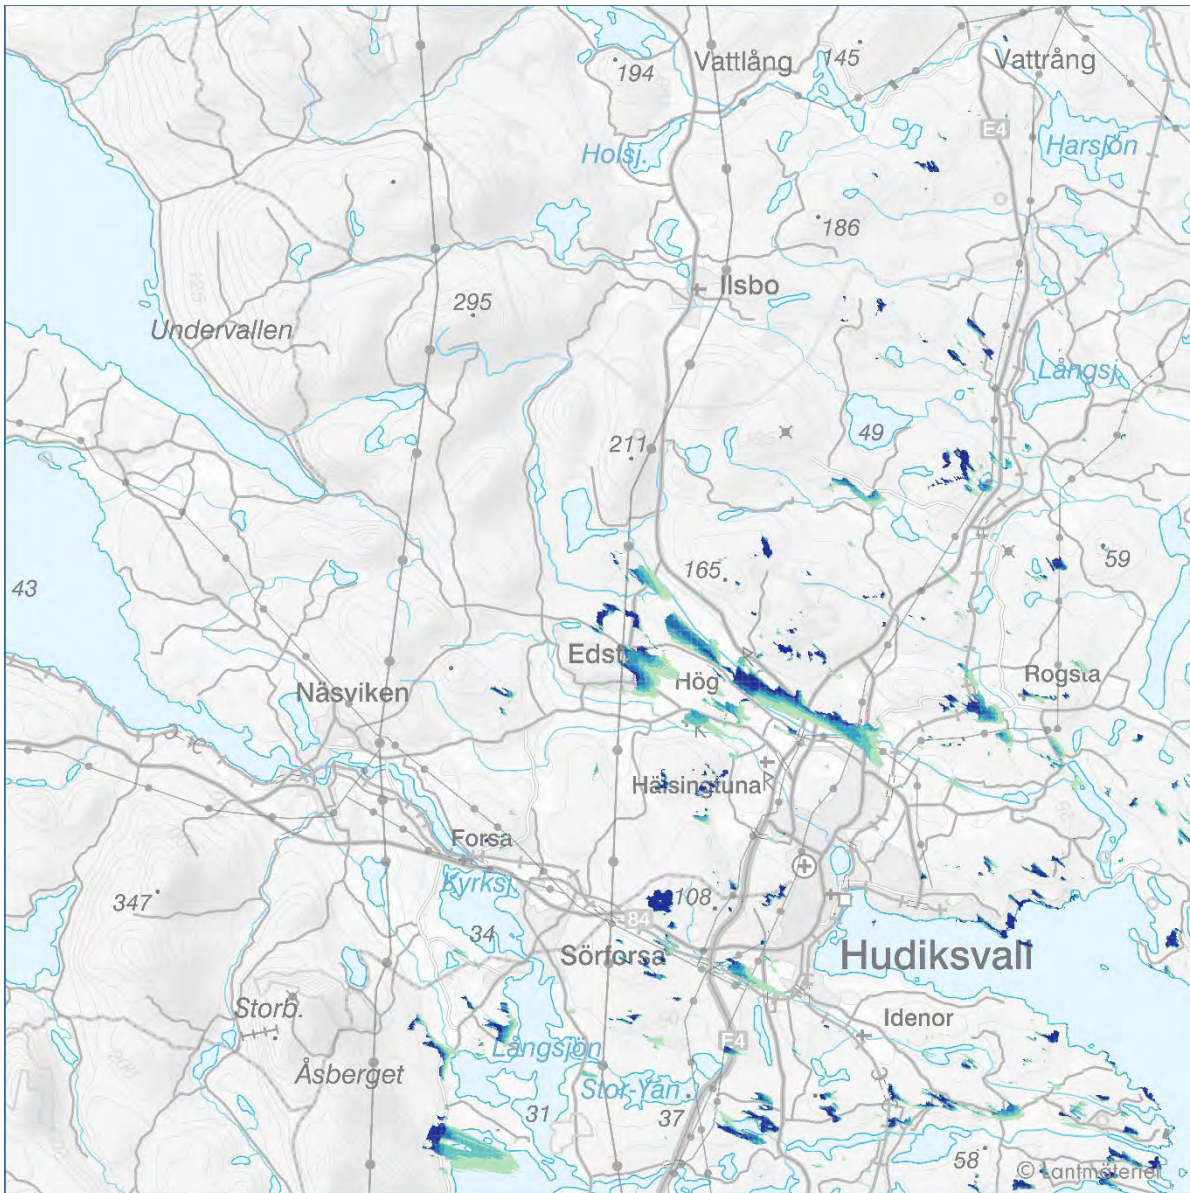 Vattlång
145
Vattrång
194
E4
Holsj.
Harsjön
186
Ilsbo
295
Undervallen
Långsj.
211
49
165
59
43
Edst.
Hög
Rogsta
Näsviken
Hälsingtuna
Forsa
Kyrksj.
347
108
84
34
Sörforsa
Hudiksvall
Storb.
Idenor
E4
Långsjön
Åsberget
Stor-Yan
31
37
58
© Lantmäteriet